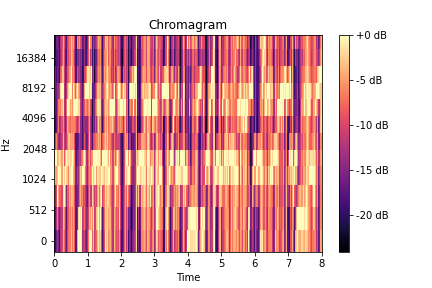 Chromagram
+0 dB
16384
-5 dB
8192
4096
-10 dB
Hz
2048
-15 dB
1024
512
-20 dB
0
0 1 2 3 4 5 6 7 8
Time